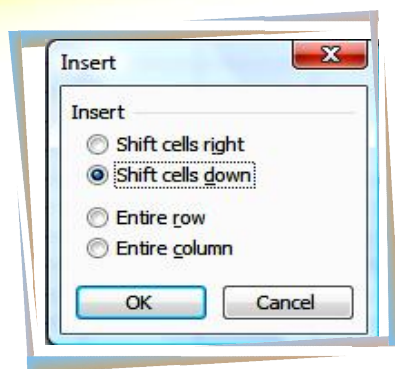 Insert
Insert
Shift cells right
Shift cells down
Entire row
Entire column
OK Cancel